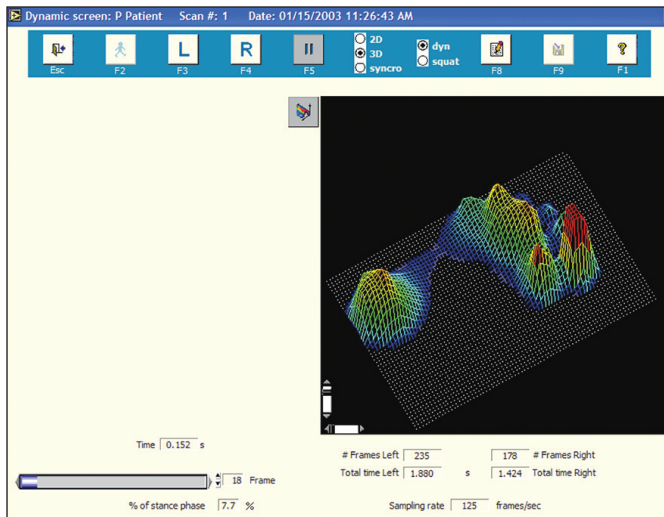 Dynamic screen: P Patient Scan #: 1 Date: 01/15/2003 11:26:43 AM
2D
L R 3D dyn ?
syncro squat
Esc F2 F3 F4 F5 F8 F9 F1
Time 0.152 s
# Frames Left 235 178 # Frames Right
18 Frame
Total time Left 1.880 s 1.424 Total time Right
% of stance phase 7.7 %
Sampling rate 125 frames/sec